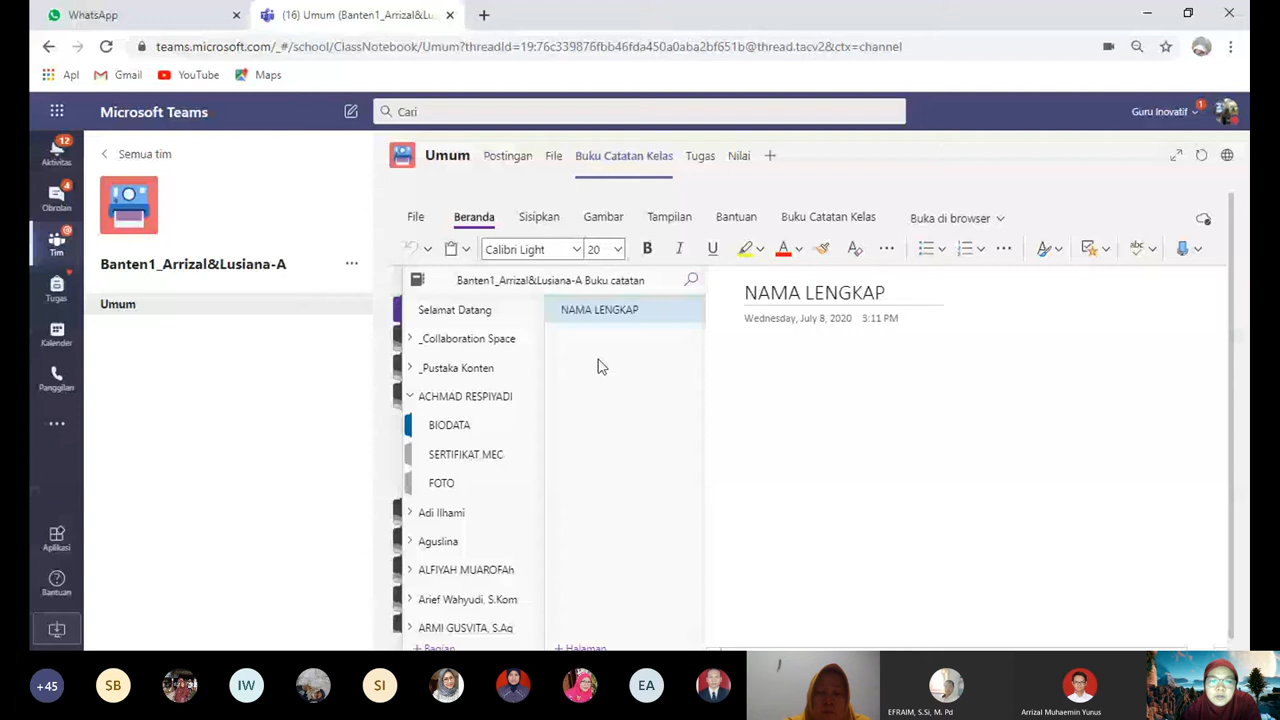 WhatsApp
(16) Umum (Banten1_Arrizal&Lu
teams.microsoft.com/_#/school/ClassNotebook/Umum?threadId=19:76c339876fbb46fda450a0aba2bf651b@thread.tacv2&ctx=channel
Apl Gmail YouTube Maps
Microsoft Teams
Cari
Guru Inovatif 1
12
Aktivitas
4
Obrolan
Tim
Tugas
Kalender
Panggilan
Aplikasi
Bantuan
Semua tim
Banten1_Arrizal&Lusiana-A
Umum
Umum Postingan File Buku Catatan Kelas Tugas Nilai
File Beranda Sisipkan Gambar Tampilan Bantuan Buku Catatan Kelas Buka di browser
Calibri Light 20 B I U A
Banten1_Arrizal&Lusiana-A Buku catatan
Selamat Datang
_Collaboration Space
_Pustaka Konten
ACHMAD RESPIYADI
BIODATA
SERTIFIKAT MEC
FOTO
Adi Ilhami
Aguslina
ALFIYAH MUAROFAh
Arief Wahyudi, S.Kom
ARMI GUSVITA, S.Ag
+ Bagian
NAMA LENGKAP
+ Halaman
NAMA LENGKAP
Wednesday, July 8, 2020 3:11 PM
+45 SB IW SI EA
EFRAIM, S.Si, M. Pd
Arrizal Muhaemin Yunus